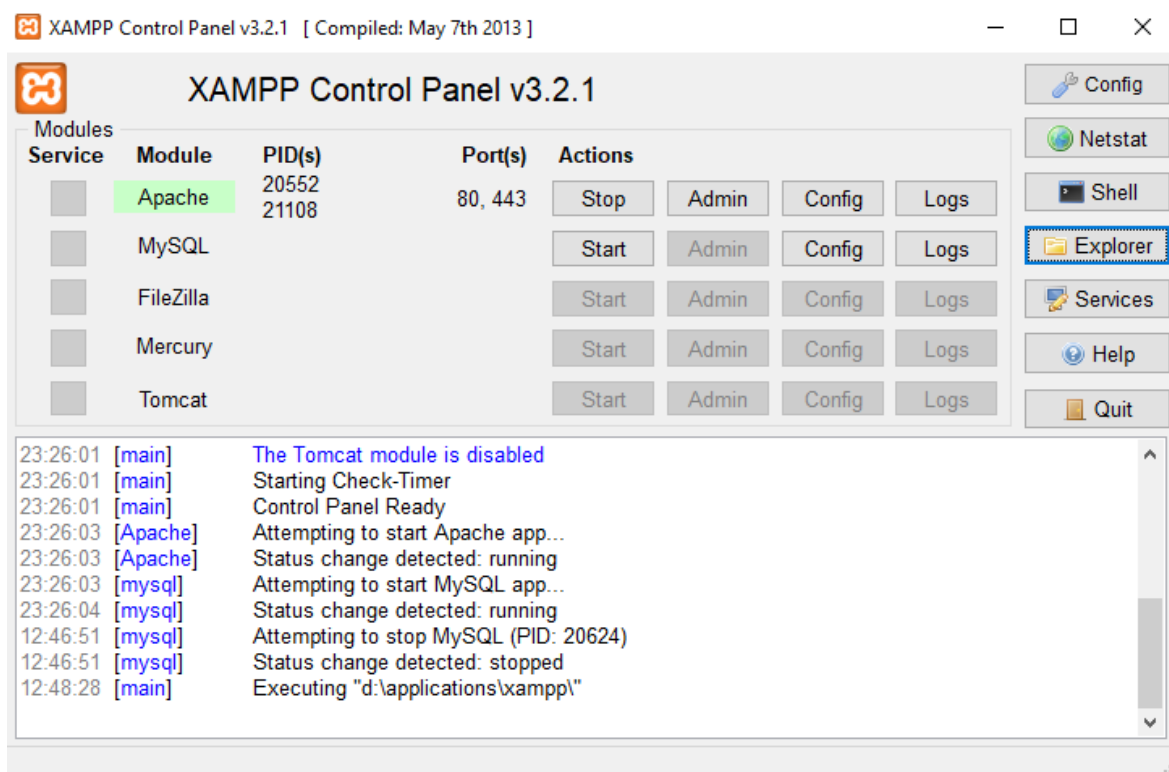 XAMPP Control Panel v3.2.1 [ Compiled: May 7th 2013 ]
XAMPP Control Panel v3.2.1
Config
Netstat
Shell
Explorer
Services
Help
Quit
Modules
Service Module PID(s) Port(s) Actions
Apache 20552 21108 80, 443 Stop Admin Config Logs
MySQL Start Admin Config Logs
FileZilla Start Admin Config Logs
Mercury Start Admin Config Logs
Tomcat Start Admin Config Logs
23:26:01 [main] The Tomcat module is disabled
23:26:01 [main] Starting Check-Timer
23:26:01 [main] Control Panel Ready
23:26:03 [Apache] Attempting to start Apache app...
23:26:03 [Apache] Status change detected: running
23:26:03 [mysql] Attempting to start MySQL app...
23:26:04 [mysql] Status change detected: running
12:46:51 [mysql] Attempting to stop MySQL (PID: 20624)
12:46:51 [mysql] Status change detected: stopped
12:48:28 [main] Executing "d:\applications\xampp\"